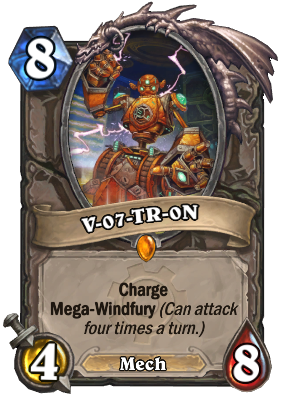 8
V-07-TR-0N
Charge
Mega-Windfury (Can attack
four times a turn.)
4
Mech
8